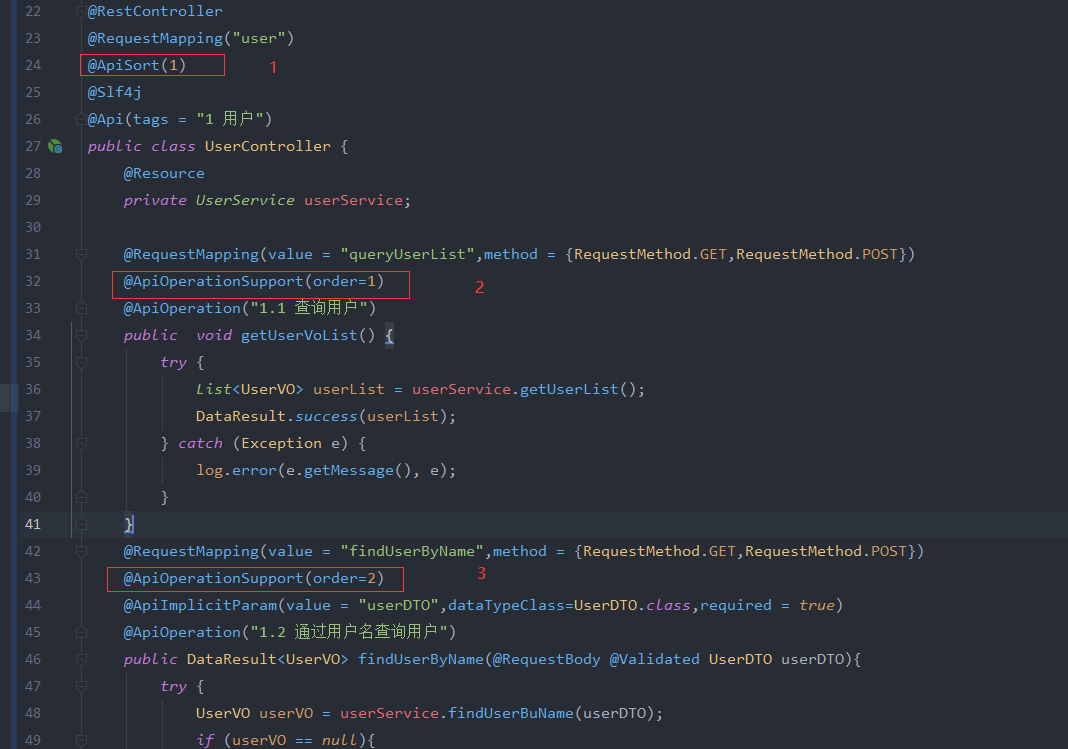 22 @RestController
23 @RequestMapping("user")
24 @ApiSort(1) 1
25 @Slf4j
26 @Api(tags = "1 用户")
27 public class UserController {
28 @Resource
29 private UserService userService;
30
31 @RequestMapping(value = "queryUserList",method = {RequestMethod.GET,RequestMethod.POST})
32 @ApiOperationSupport(order=1) 2
33 @ApiOperation("1.1 查询用户")
34 public  void getUserVoList() {
35 try {
36 List<UserVO> userList = userService.getUserList();
37 DataResult.success(userList);
38 } catch (Exception e) {
39 log.error(e.getMessage(), e);
40 }
41 }
42 @RequestMapping(value = "findUserByName",method = {RequestMethod.GET,RequestMethod.POST})
43 @ApiOperationSupport(order=2) 3
44 @ApiImplicitParam(value = "userDTO",dataTypeClass=UserDTO.class,required = true)
45 @ApiOperation("1.2 通过用户名查询用户")
46 public DataResult<UserVO> findUserByName(@RequestBody @Validated UserDTO userDTO){
47 try {
48 UserVO userVO = userService.findUserBuName(userDTO);
49 if (userVO == null){